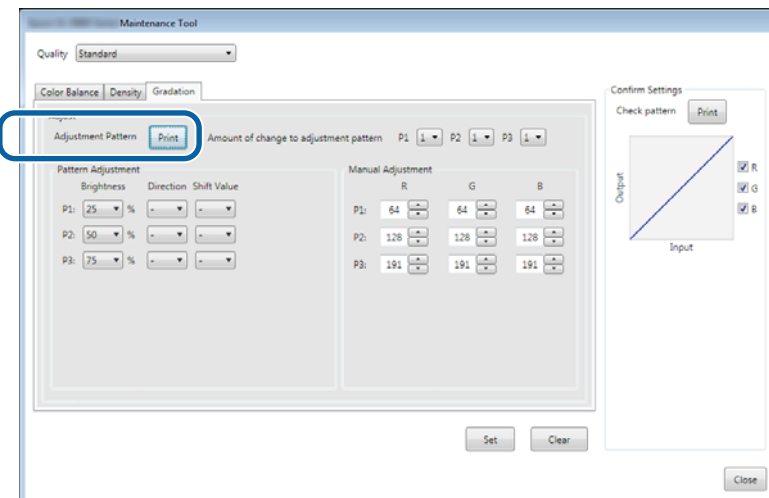 Maintenance Tool
Quality Standard
Color Balance Density Gradation
Adjustment Pattern Print Amount of change to adjustment pattern P1 1 P2 1 P3 1
Pattern Adjustment
Brightness Direction Shift Value
P1: 25 % - -
P2: 50 % - -
P3: 75 % - -
Manual Adjustment
R G B
P1: 64 64 64
P2: 128 128 128
P3: 191 191 191
Set Clear
Confirm Settings
Check pattern Print
Output
Input
R
G
B
Close